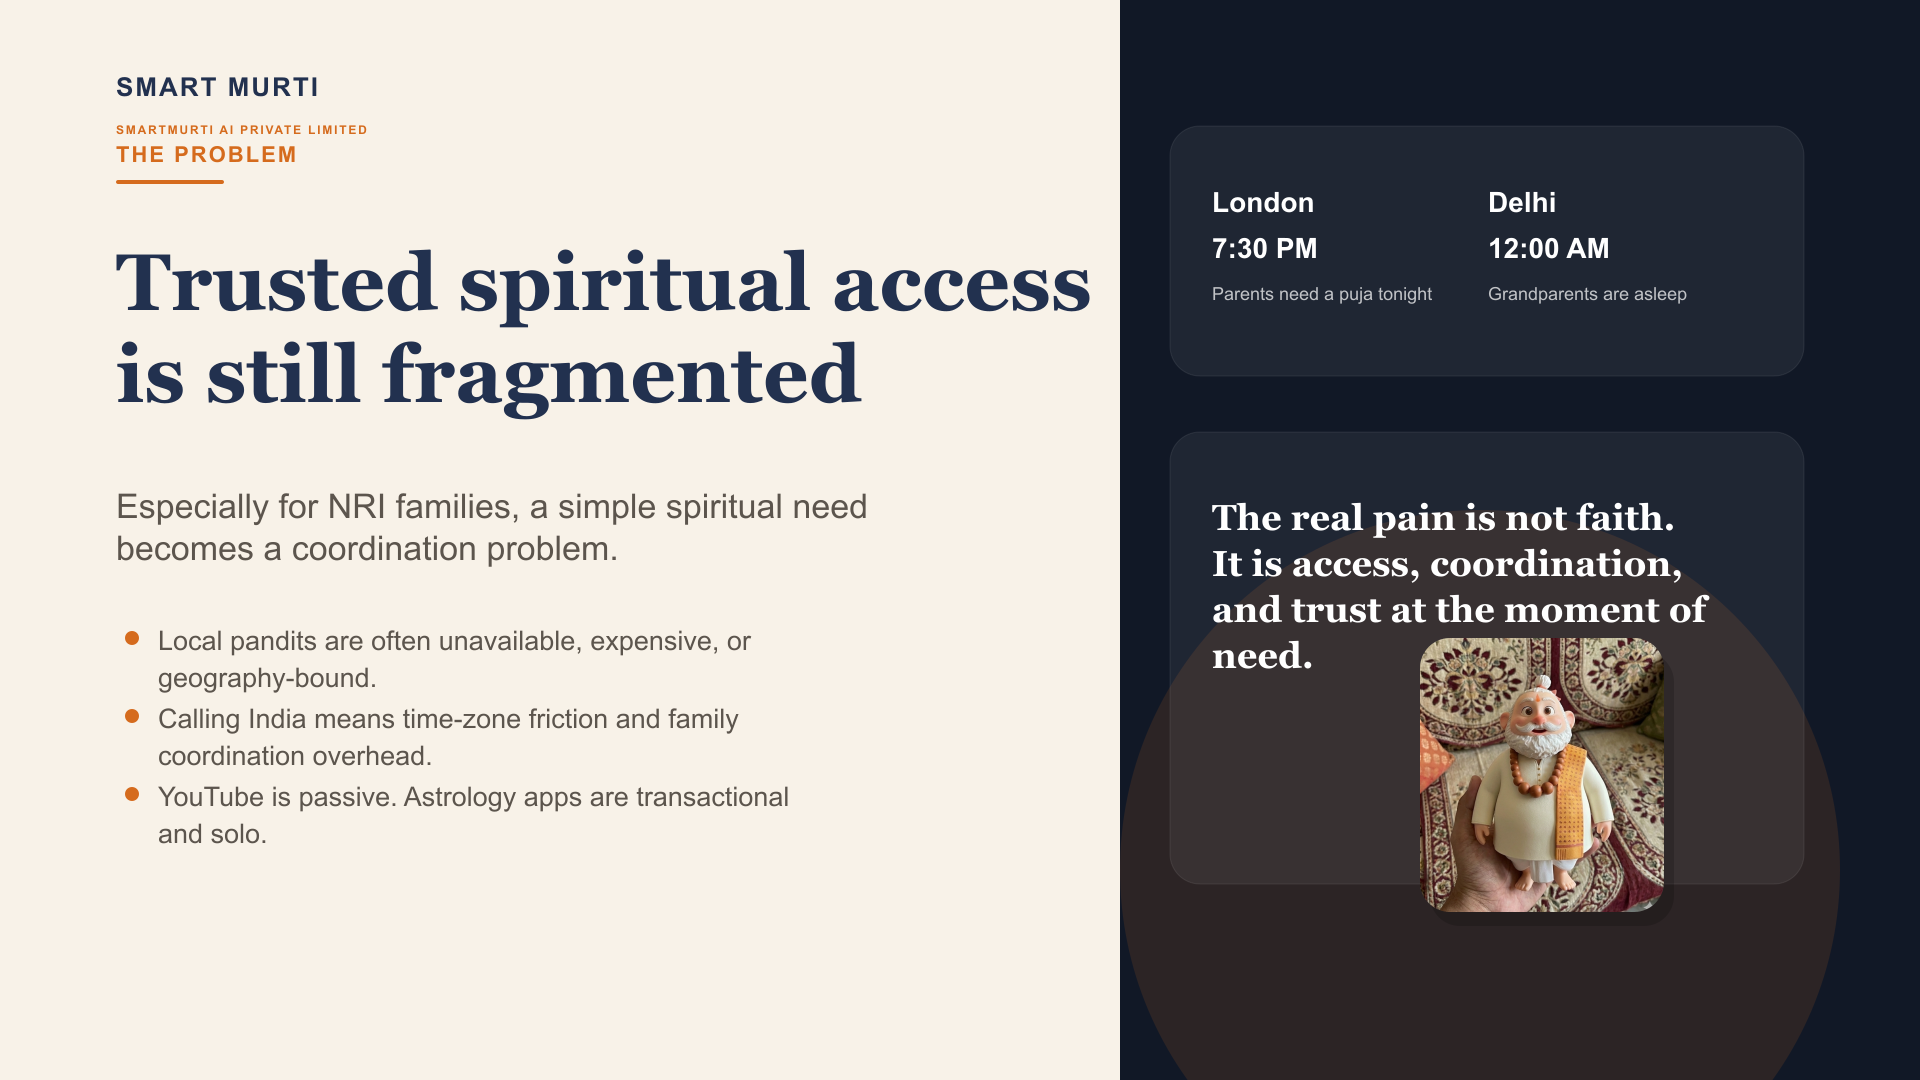 SMART MURTI
SMARTMURTI AI PRIVATE LIMITED
THE PROBLEM
Trusted spiritual access
is still fragmented
Especially for NRI families, a simple spiritual need
becomes a coordination problem.
Local pandits are often unavailable, expensive, or
geography-bound.
Calling India means time-zone friction and family
coordination overhead.
YouTube is passive. Astrology apps are transactional
and solo.
London
7:30 PM
Parents need a puja tonight
Delhi
12:00 AM
Grandparents are asleep
The real pain is not faith.
It is access, coordination,
and trust at the moment of
need.